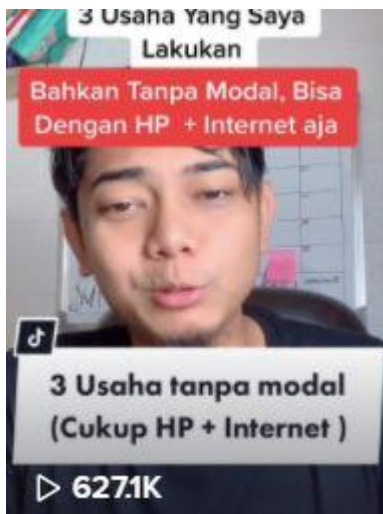 3 Usaha Yang Saya
Lakukan
Bahkan Tanpa Modal, Bisa
Dengan HP + Internet aja
3 Usaha tanpa modal
(Cukup HP + Internet )
627.1K